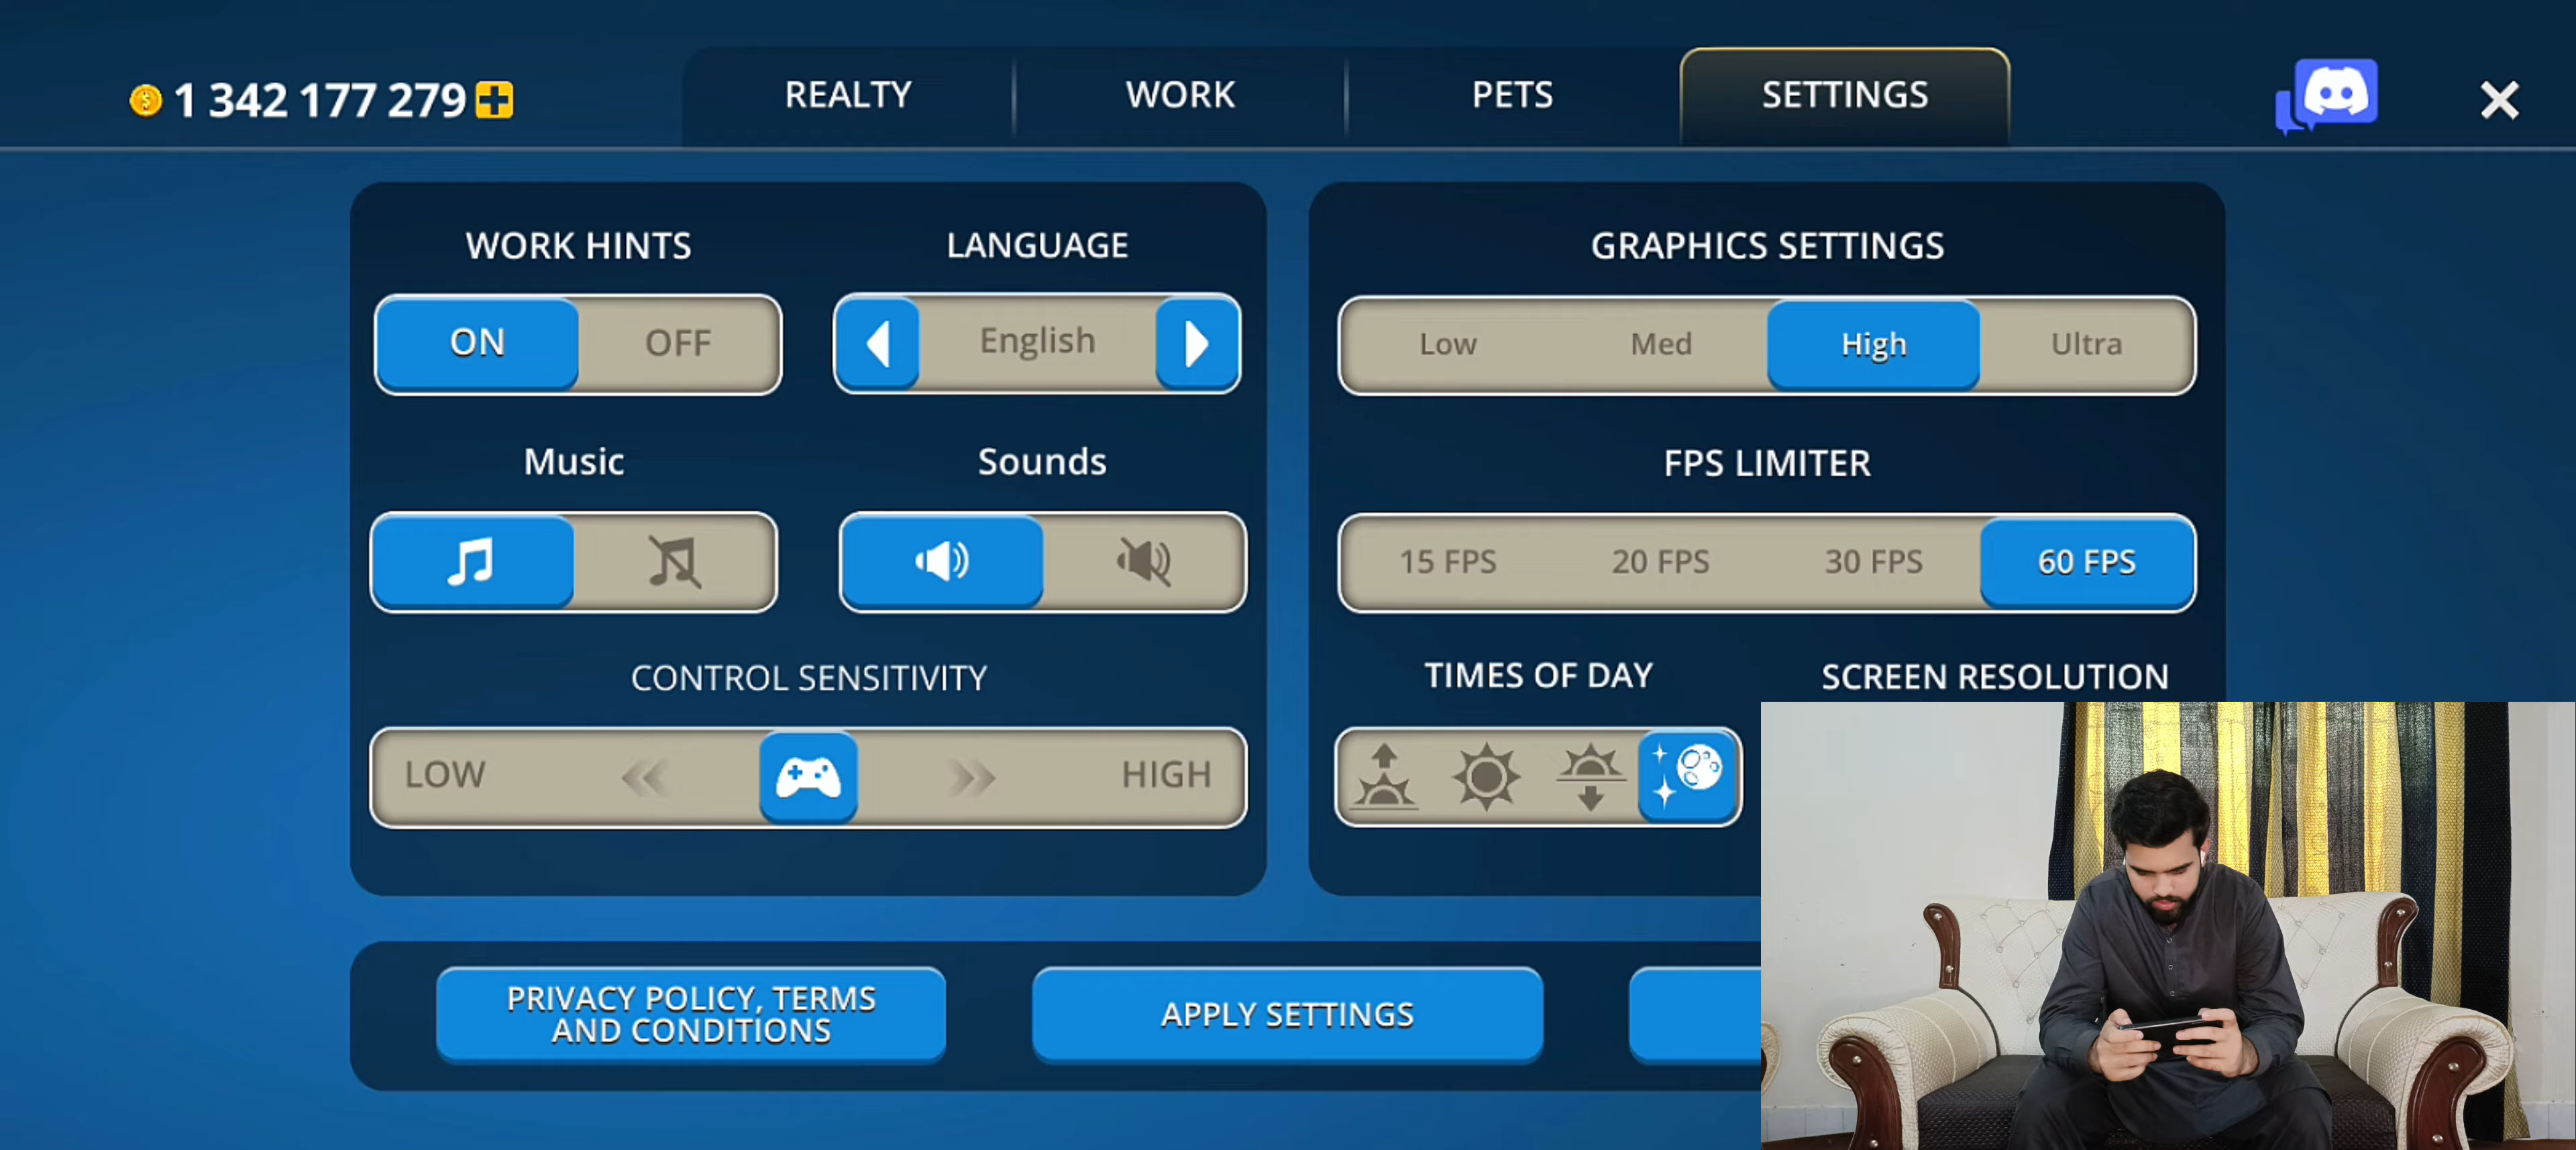 1 342 177 279
REALTY
WORK
PETS
SETTINGS
WORK HINTS
LANGUAGE
ON
OFF
English
Music
Sounds
CONTROL SENSITIVITY
LOW
HIGH
GRAPHICS SETTINGS
Low
Med
High
Ultra
FPS LIMITER
15 FPS
20 FPS
30 FPS
60 FPS
TIMES OF DAY
SCREEN RESOLUTION
PRIVACY POLICY, TERMS
AND CONDITIONS
APPLY SETTINGS